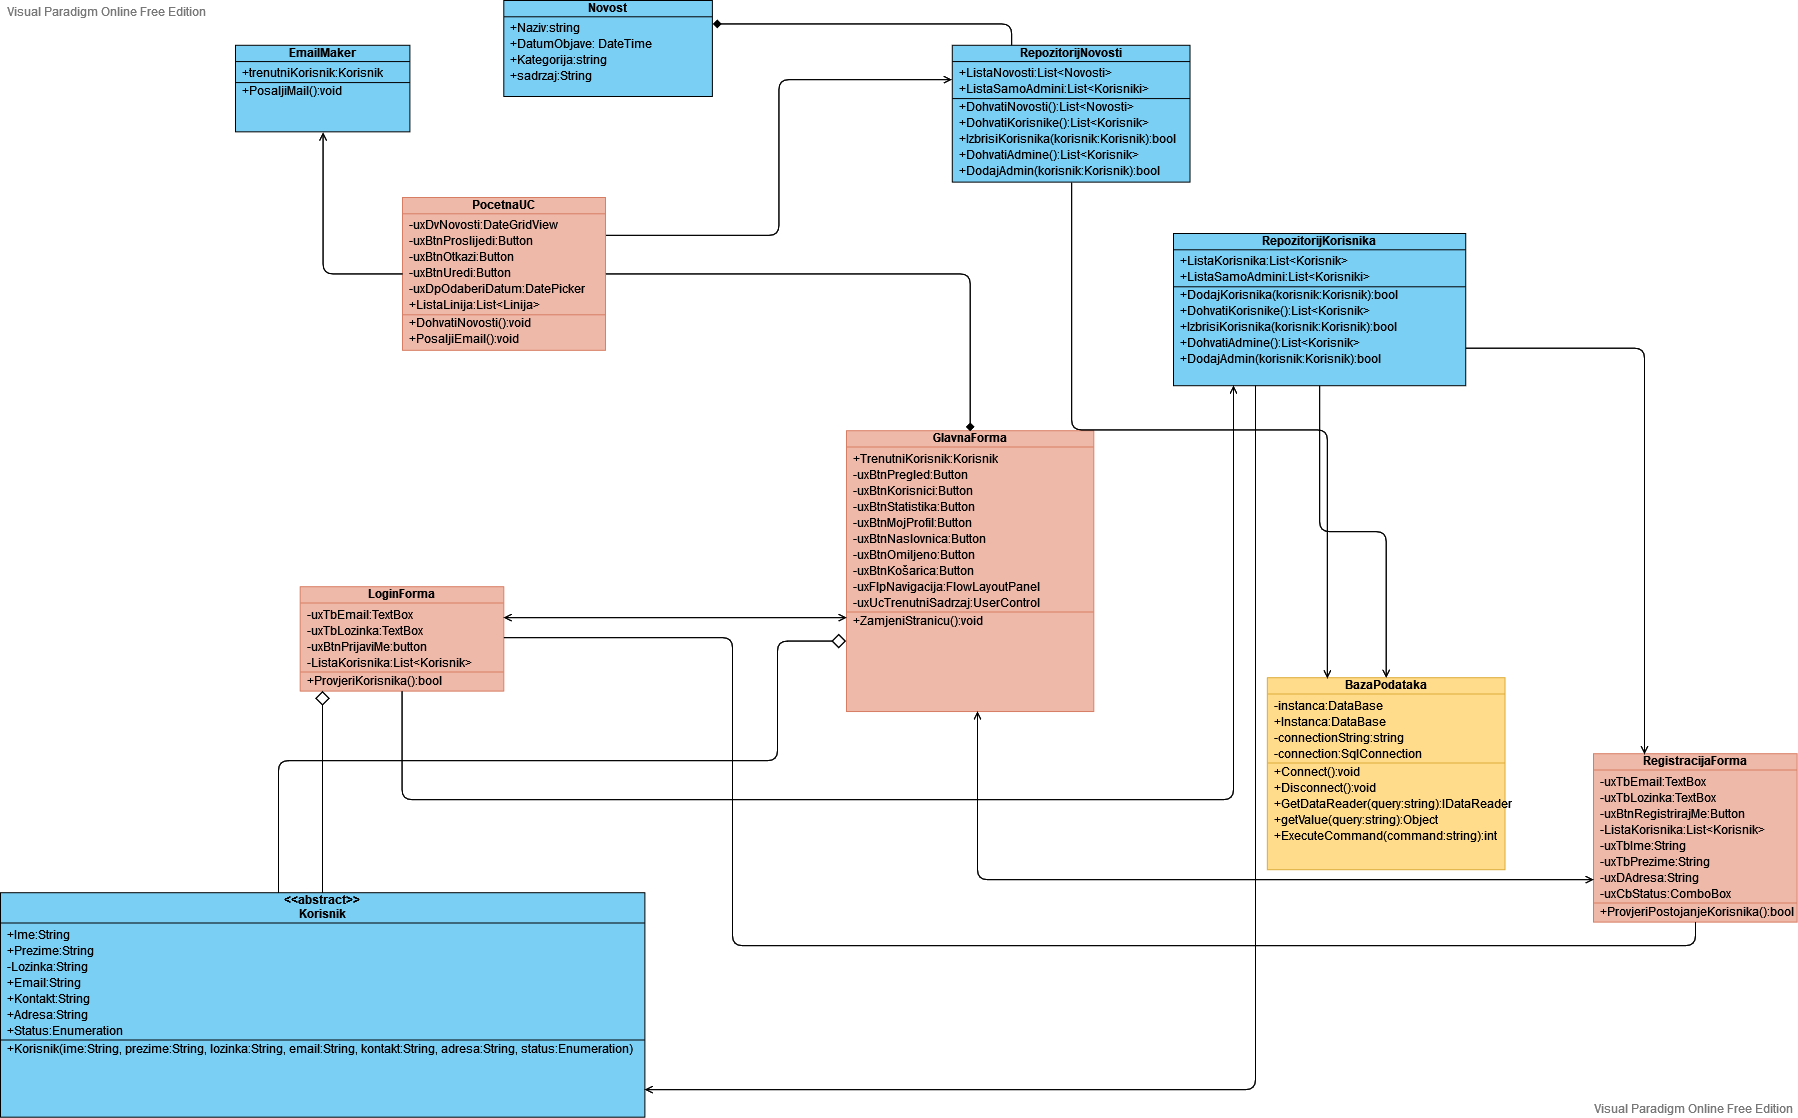 Visual Paradigm Online Free Edition
Novost
+Naziv:string
+DatumObjave: DateTime
+Kategorija:string
+sadrzaj:String
EmailMaker
+trenutniKorisnik:Korisnik
+PosaljiMail():void
RepozitorijNovosti
+ListaNovosti:List<Novosti>
+ListaSamoAdmini:List<Korisniki>
+DohvatiNovosti():List<Novosti>
+DohvatiKorisnike():List<Korisnik>
+IzbrisiKorisnika(korisnik:Korisnik):bool
+DohvatiAdmine():List<Korisnik>
+DodajAdmin(korisnik:Korisnik):bool
PocetnaUC
-uxDvNovosti:DateGridView
-uxBtnProslijedi:Button
-uxBtnOtkazi:Button
-uxBtnUredi:Button
-uxDpOdaberiDatum:DatePicker
+ListaLinija:List<Linija>
+DohvatiNovosti():void
+PosaljiEmail():void
RepozitorijKorisnika
+ListaKorisnika:List<Korisnik>
+ListaSamoAdmini:List<Korisniki>
+DodajKorisnika(korisnik:Korisnik):bool
+DohvatiKorisnike():List<Korisnik>
+IzbrisiKorisnika(korisnik:Korisnik):bool
+DohvatiAdmine():List<Korisnik>
+DodajAdmin(korisnik:Korisnik):bool
GlavnaForma
+TrenutniKorisnik:Korisnik
-uxBtnPregled:Button
-uxBtnKorisnici:Button
-uxBtnStatistika:Button
-uxBtnMojProfil:Button
-uxBtnNaslovnica:Button
-uxBtnOmiljeno:Button
-uxBtnKošarica:Button
-uxFlpNavigacija:FlowLayoutPanel
-uxUcTrenutniSadrzaj:UserControl
+ZamjeniStranicu():void
LoginForma
-uxTbEmail:TextBox
-uxTbLozinka:TextBox
-uxBtnPrijaviMe:button
-ListaKorisnika:List<Korisnik>
+ProvjeriKorisnika():bool
BazaPodataka
-instanca:DataBase
+Instanca:DataBase
-connectionString:string
-connection:SqlConnection
+Connect():void
+Disconnect():void
+GetDataReader(query:string):IDataReader
+getValue(query:string):Object
+ExecuteCommand(command:string):int
RegistracijaForma
-uxTbEmail:TextBox
-uxTbLozinka:TextBox
-uxBtnRegistrirajMe:Button
-ListaKorisnika:List<Korisnik>
-uxTbIme:String
-uxTbPrezime:String
-uxDAdresa:String
-uxCbStatus:ComboBox
+ProvjeriPostojanjeKorisnika():bool
<<abstract>>
Korisnik
+Ime:String
+Prezime:String
-Lozinka:String
+Email:String
+Kontakt:String
+Adresa:String
+Status:Enumeration
+Korisnik(ime:String, prezime:String, lozinka:String, email:String, kontakt:String, adresa:String, status:Enumeration)
Visual Paradigm Online Free Edition